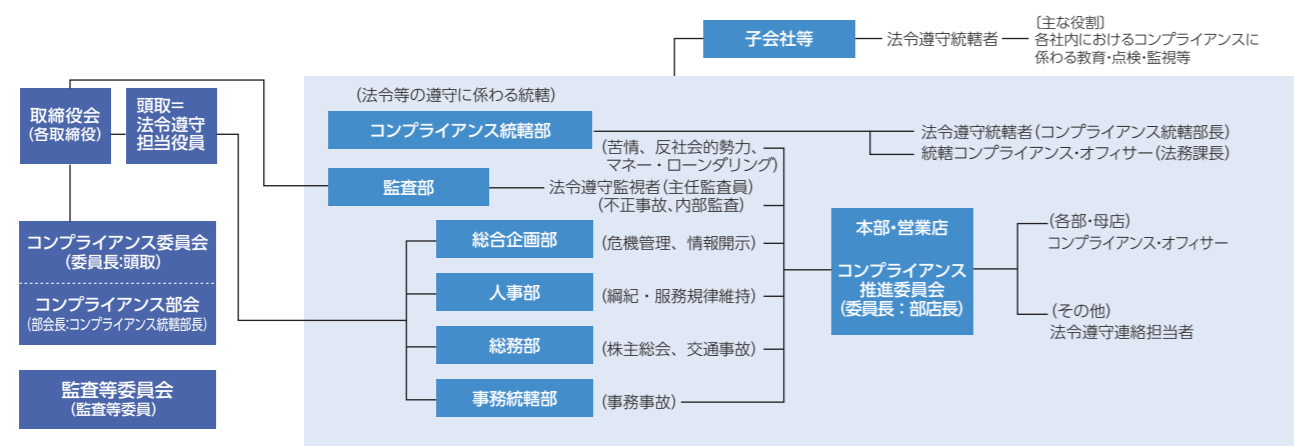 子会社等
法令遵守統轄者
〔主な役割〕
各社内におけるコンプライアンスに
係わる教育・点検・監視等
取締役会
(各取締役)
頭取=
法令遵守
担当役員
コンプライアンス委員会
(委員長:頭取)
コンプライアンス部会
(部会長:コンプライアンス統轄部長)
監査等委員会
(監査等委員)
(法令等の遵守に係わる統轄)
コンプライアンス統轄部
(苦情、反社会的勢力、
マネー・ローンダリング)
法令遵守統轄者(コンプライアンス統轄部長)
統轄コンプライアンス・オフィサー(法務課長)
監査部
法令遵守監視者(主任監査員)
(不正事故、内部監査)
総合企画部
(危機管理、情報開示)
人事部
(綱紀・服務規律維持)
総務部
(株主総会、交通事故)
事務統轄部
(事務事故)
本部・営業店
コンプライアンス
推進委員会
(委員長:部店長)
(各部・母店)
コンプライアンス・オフィサー
(その他)
法令遵守連絡担当者